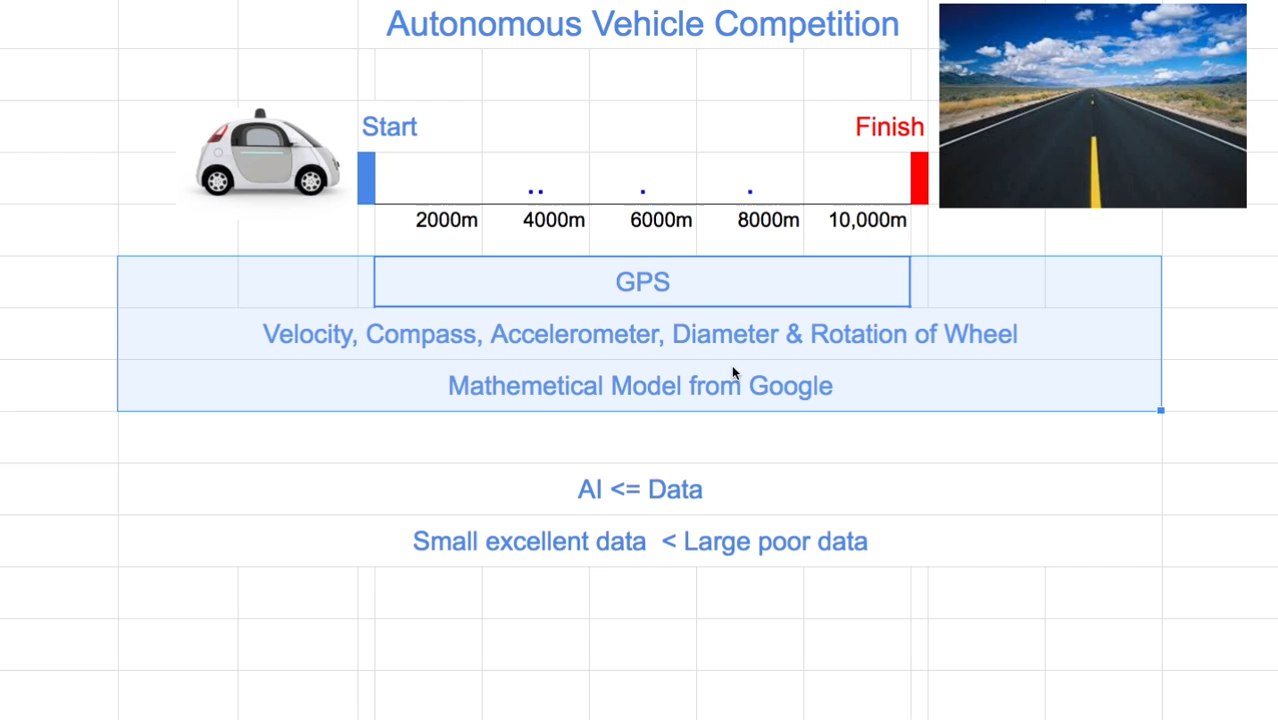 Autonomous Vehicle Competition
Start
Finish
2000m 4000m 6000m 8000m 10,000m
GPS
Velocity, Compass, Accelerometer, Diameter & Rotation of Wheel
Mathemetical Model from Google
AI <= Data
Small excellent data < Large poor data